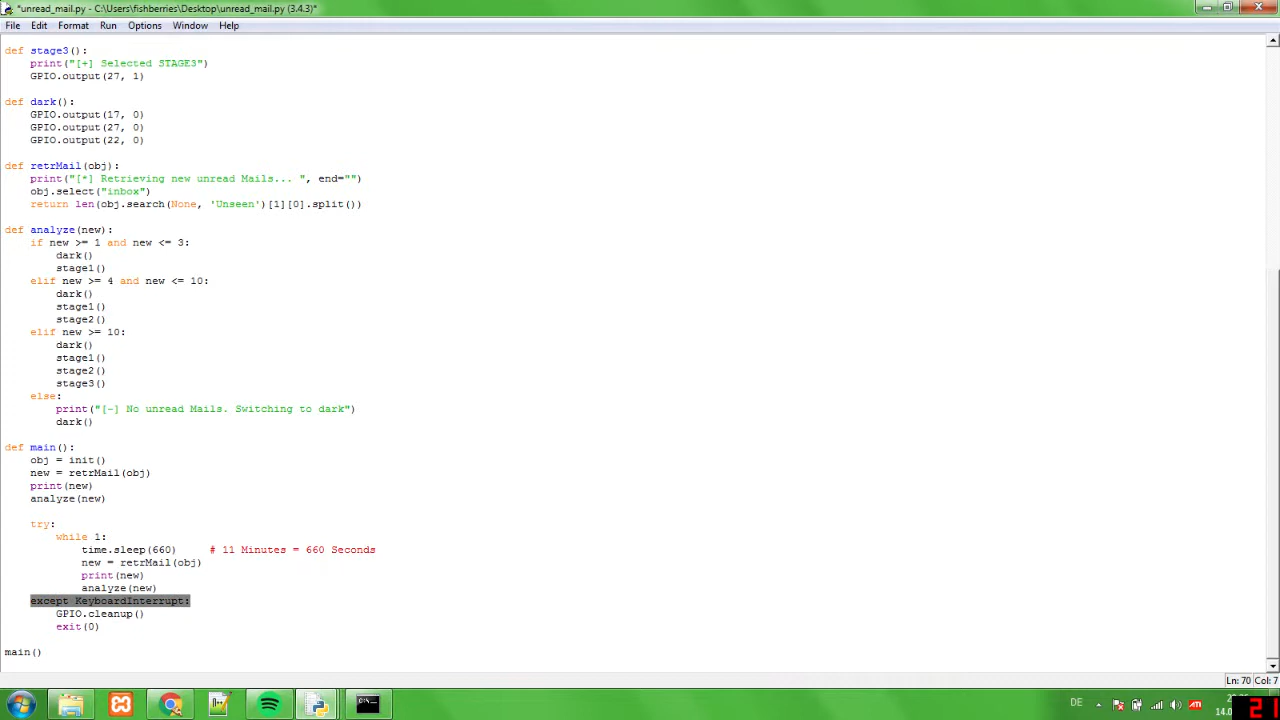 *unread_mail.py - C:\Users\fishberries\Desktop\unread_mail.py (3.4.3)*
File Edit Format Run Options Window Help
def stage3():
    print("[+] Selected STAGE3")
    GPIO.output(27, 1)
def dark():
    GPIO.output(17, 0)
    GPIO.output(27, 0)
    GPIO.output(22, 0)
def retrMail(obj):
    print("[*] Retrieving new unread Mails... ", end="")
    obj.select("inbox")
    return len(obj.search(None, 'Unseen')[1][0].split())
def analyze(new):
    if new >= 1 and new <= 3:
        dark()
        stage1()
    elif new >= 4 and new <= 10:
        dark()
        stage1()
        stage2()
    elif new >= 10:
        dark()
        stage1()
        stage2()
        stage3()
    else:
        print("[-] No unread Mails. Switching to dark")
        dark()
def main():
    obj = init()
    new = retrMail(obj)
    print(new)
    analyze(new)
    try:
        while 1:
            time.sleep(660)     # 11 Minutes = 660 Seconds
            new = retrMail(obj)
            print(new)
            analyze(new)
    except KeyboardInterrupt:
        GPIO.cleanup()
        exit(0)
main()
Ln: 70 Col: 7
DE
21